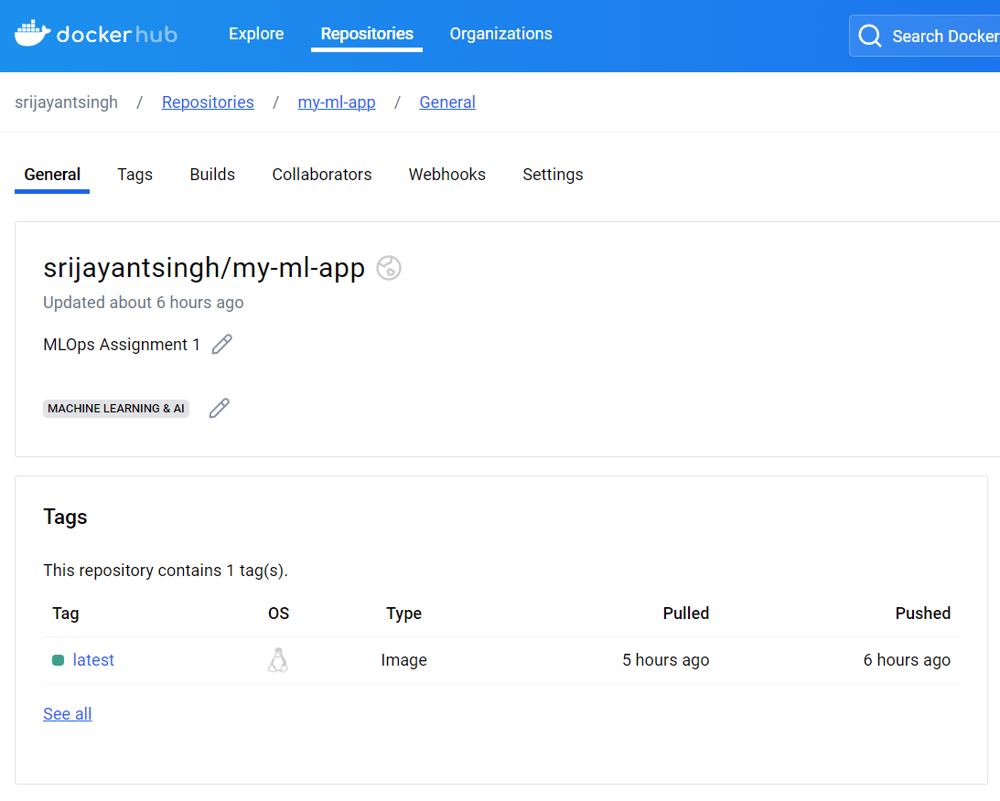 dockerhub Explore Repositories Organizations Search Docker
srijayantsingh / Repositories / my-ml-app / General
General Tags Builds Collaborators Webhooks Settings
srijayantsingh/my-ml-app
Updated about 6 hours ago
MLOps Assignment 1
MACHINE LEARNING & AI
Tags
This repository contains 1 tag(s).
Tag OS Type Pulled Pushed
latest Image 5 hours ago 6 hours ago
See all